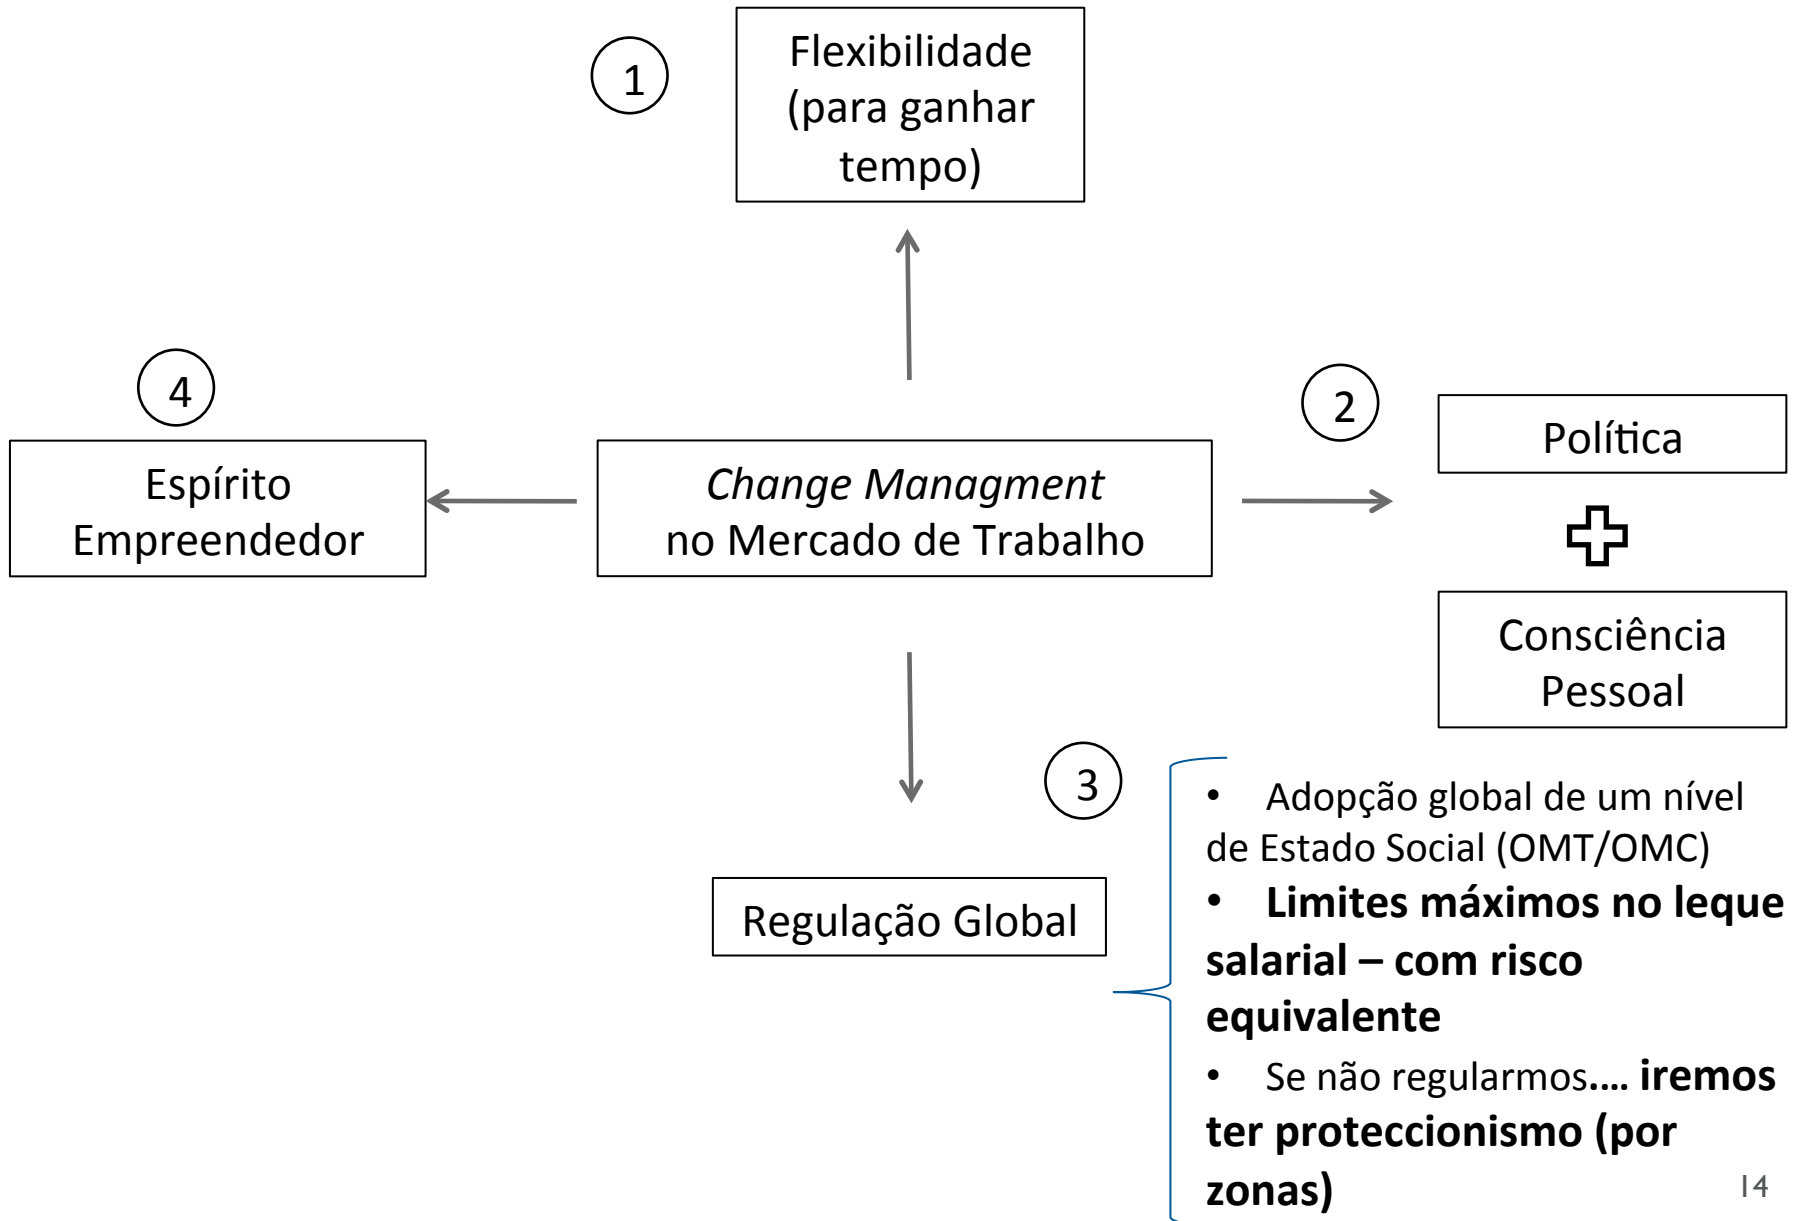 1
Flexibilidade
(para ganhar
tempo)
4
Espírito
Empreendedor
Change Managment
no Mercado de Trabalho
2
Política
Consciência
Pessoal
3
Regulação Global
• Adopção global de um nível
de Estado Social (OMT/OMC)
• Limites máximos no leque
salarial – com risco
equivalente
• Se não regularmos.... iremos
ter proteccionismo (por
zonas)
14